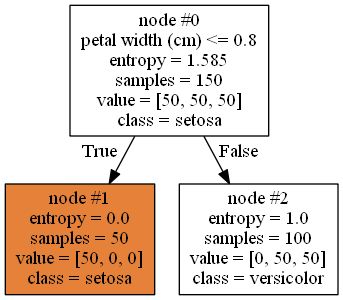 node #0
petal width (cm) <= 0.8
entropy = 1.585
samples = 150
value = [50, 50, 50]
class = setosa
True
False
node #1
entropy = 0.0
samples = 50
value = [50, 0, 0]
class = setosa
node #2
entropy = 1.0
samples = 100
value = [0, 50, 50]
class = versicolor